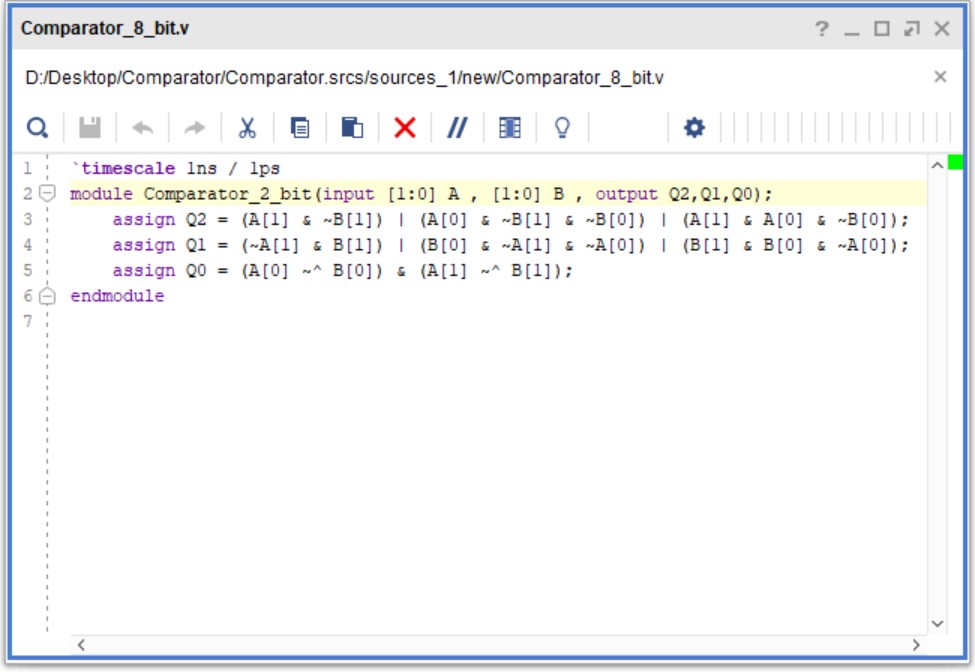 Comparator_8_bit.v
D:/Desktop/Comparator/Comparator.srcs/sources_1/new/Comparator_8_bit.v
1 `timescale 1ns / 1ps
2 module Comparator_2_bit(input [1:0] A , [1:0] B , output Q2,Q1,Q0);
3 assign Q2 = (A[1] & ~B[1]) | (A[0] & ~B[1] & ~B[0]) | (A[1] & A[0] & ~B[0]);
4 assign Q1 = (~A[1] & B[1]) | (B[0] & ~A[1] & ~A[0]) | (B[1] & B[0] & ~A[0]);
5 assign Q0 = (A[0] ~^ B[0]) & (A[1] ~^ B[1]);
6 endmodule
7